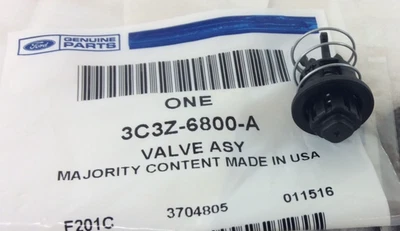 Ford
GENUINE
PARTS
ONE
3C3Z-6800-A
VALVE ASY
MAJORITY CONTENT MADE IN USA
F201C 3704805 011516